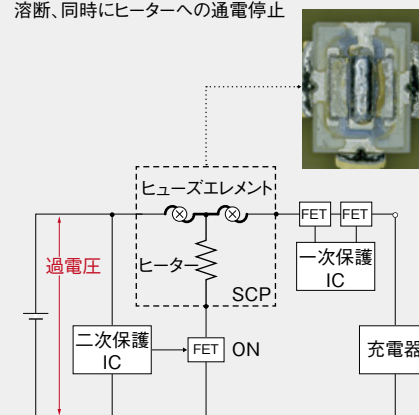 溶断、同時にヒーターへの通電停止
ヒューズエレメント
FET FET
過電圧
ヒーター
一次保護
IC
SCP
二次保護
IC
FET ON
充電器